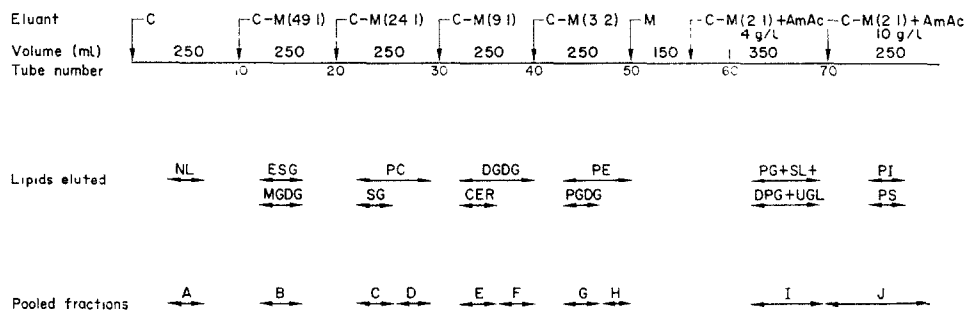 Eluant C C-M(49 1) C-M(24 1) C-M(9 1) C-M(3 2) M C-M(2 1)+AmAc C-M(2 1)+AmAc
4 g/l 10 g/l
Volume (ml) 250 250 250 250 250 150 350 250
Tube number 10 20 30 40 50 60 70
NL ESG PC DGDG PE PG+SL+ PI
Lipids eluted
MGDG SG CER PGDG DPG+UGL PS
A B C D E F G H I J
Pooled fractions